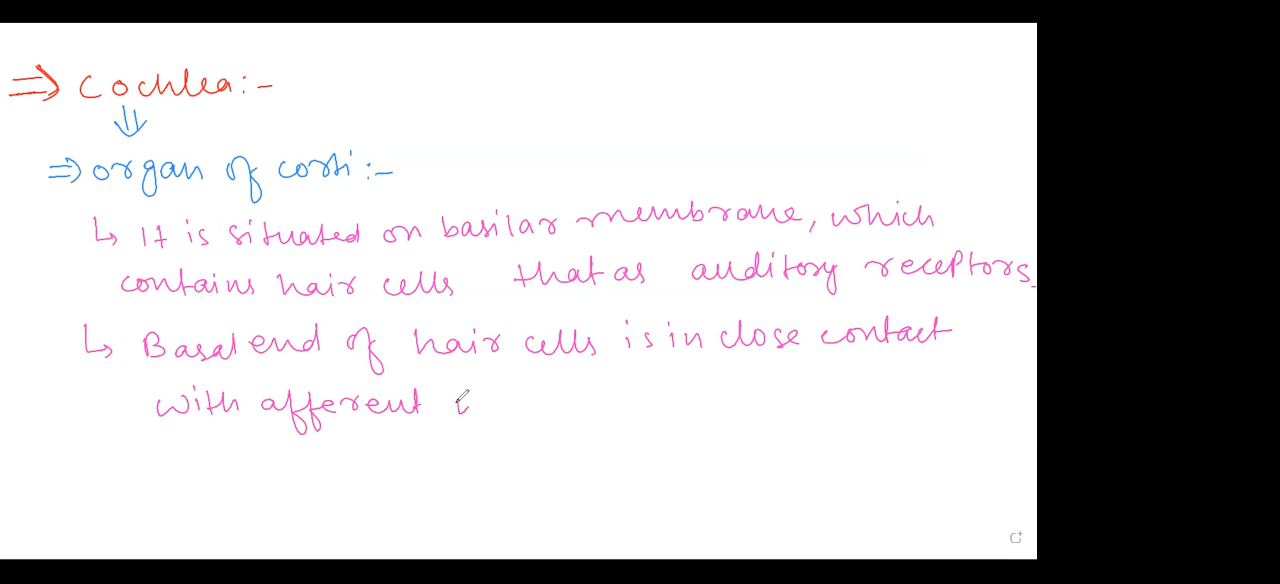 ⇒ Cochlea:-
⇓
⇒ organ of corti :-
↳ It is situated on basilar membrane, which
contains hair cells that as auditory receptors.
↳ Basal end of hair cells is in close contact
with afferent